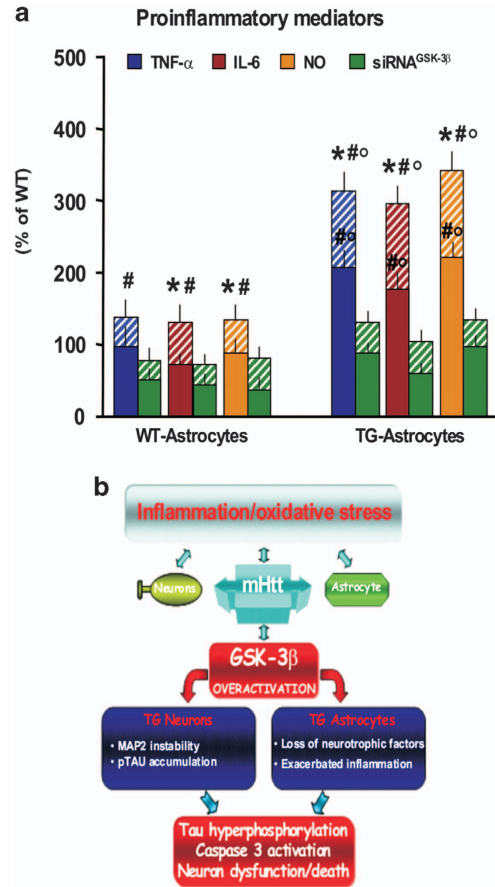 a
Proinflammatory mediators
TNF-α IL-6 NO siRNA^GSK-3β
(% of WT)
500
400
300
200
100
0
# *# *# *#° *#° *#°
#° #° #°
WT-Astrocytes TG-Astrocytes
b
Inflammation/oxidative stress
Neurons mHtt Astrocyte
GSK-3β
OVERACTIVATION
TG Neurons
• MAP2 instability
• pTAU accumulation
TG Astrocytes
• Loss of neurotrophic factors
• Exacerbated inflammation
Tau hyperphosphorylation
Caspase 3 activation
Neuron dysfunction/death